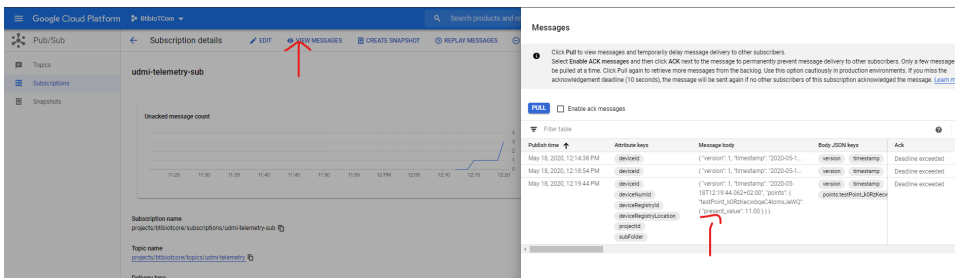 Google Cloud Platform
BtibIoTCore
Search products and re
Pub/Sub
Subscription details
EDIT
VIEW MESSAGES
CREATE SNAPSHOT
REPLAY MESSAGES
Topics
Subscriptions
Snapshots
udmi-telemetry-sub
Unacked message count
4
3
2
1
0
11:25 11:30 11:35 11:40 11:45 11:50 11:55 12 PM 12:05 12:10 12:15 12:20
Subscription name
projects/btibiotcore/subscriptions/udmi-telemetry-sub
Topic name
projects/btibiotcore/topics/udmi-telemetry
Delivery type
Messages
Click Pull to view messages and temporarily delay message delivery to other subscribers.
Select Enable ACK messages and then click ACK next to the message to permanently prevent message delivery to other subscribers. Only a few message
be pulled at a time. Click Pull again to retrieve more messages from the backlog. Use this option cautiously in production environments. If you miss the
acknowledgement deadline (10 seconds), the message will be sent again if no other subscribers of this subscription acknowledged the message. Learn m
PULL
Enable ack messages
Filter table
Publish time Attribute keys Message body Body JSON keys Ack
May 18, 2020, 12:14:38 PM deviceId { "version": 1, "timestamp": "2020-05-1... version timestamp Deadline exceeded
May 18, 2020, 12:18:54 PM deviceId { "version": 1, "timestamp": "2020-05-1... version timestamp Deadline exceeded
May 18, 2020, 12:19:44 PM deviceId { "version": 1, "timestamp": "2020-05- version timestamp Deadline exceeded
deviceNumId 18T12:19:44.062+02:00", "points": {
deviceRegistryId
deviceRegistryLocation { "present_value": 11.00 } } }
projectId
subFolder